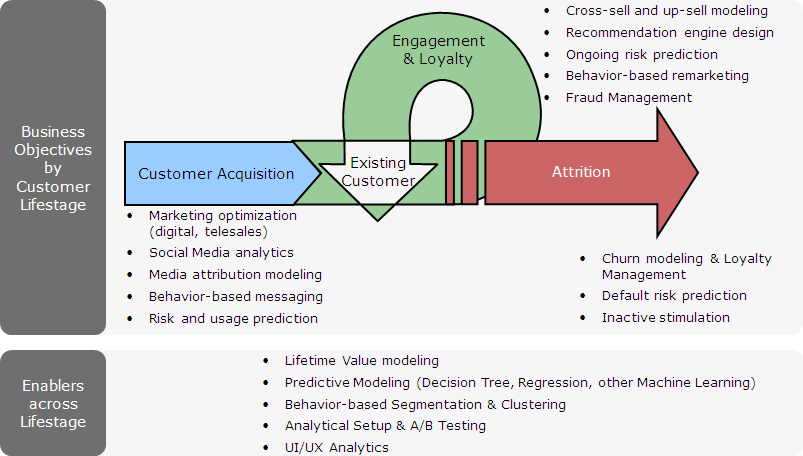 Business
Objectives
by
Customer
Lifestage
Engagement
& Loyalty
• Cross-sell and up-sell modeling
• Recommendation engine design
• Ongoing risk prediction
• Behavior-based remarketing
• Fraud Management
Customer Acquisition
Existing
Customer
Attrition
• Marketing optimization
(digital, telesales)
• Social Media analytics
• Media attribution modeling
• Behavior-based messaging
• Risk and usage prediction
• Churn modeling & Loyalty
Management
• Default risk prediction
• Inactive stimulation
Enablers
across
Lifestage
• Lifetime Value modeling
• Predictive Modeling (Decision Tree, Regression, other Machine Learning)
• Behavior-based Segmentation & Clustering
• Analytical Setup & A/B Testing
• UI/UX Analytics